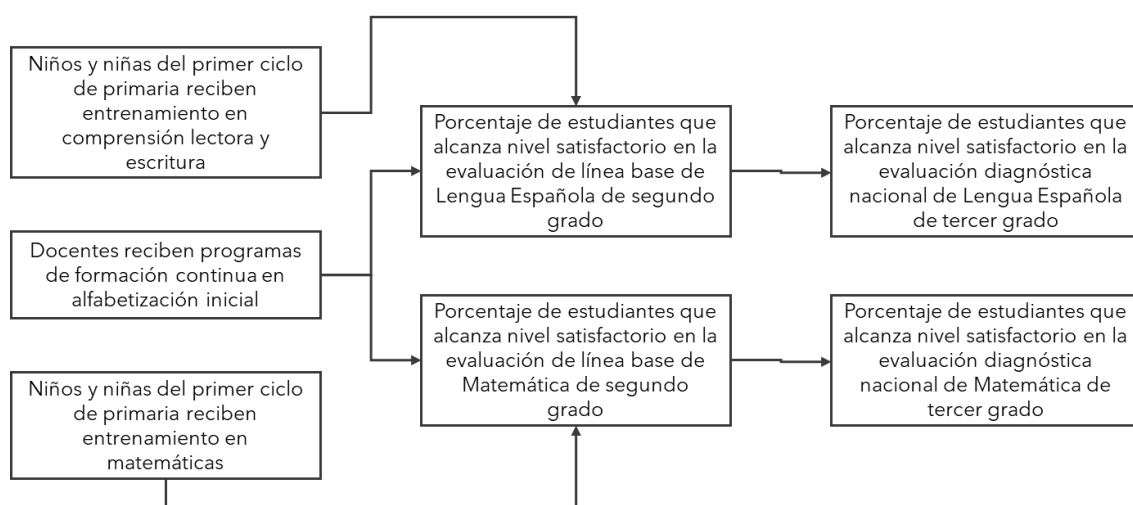 Niños y niñas del primer ciclo
de primaria reciben
entrenamiento en
comprensión lectora y
escritura
Docentes reciben programas
de formación continua en
alfabetización inicial
Niños y niñas del primer ciclo
de primaria reciben
entrenamiento en
matemáticas
Porcentaje de estudiantes que
alcanza nivel satisfactorio en la
evaluación de línea base de
Lengua Española de segundo
grado
Porcentaje de estudiantes que
alcanza nivel satisfactorio en la
evaluación de línea base de
Matemática de segundo
grado
Porcentaje de estudiantes que
alcanza nivel satisfactorio en la
evaluación diagnóstica
nacional de Lengua Española
de tercer grado
Porcentaje de estudiantes que
alcanza nivel satisfactorio en la
evaluación diagnóstica
nacional de Matemática de
tercer grado